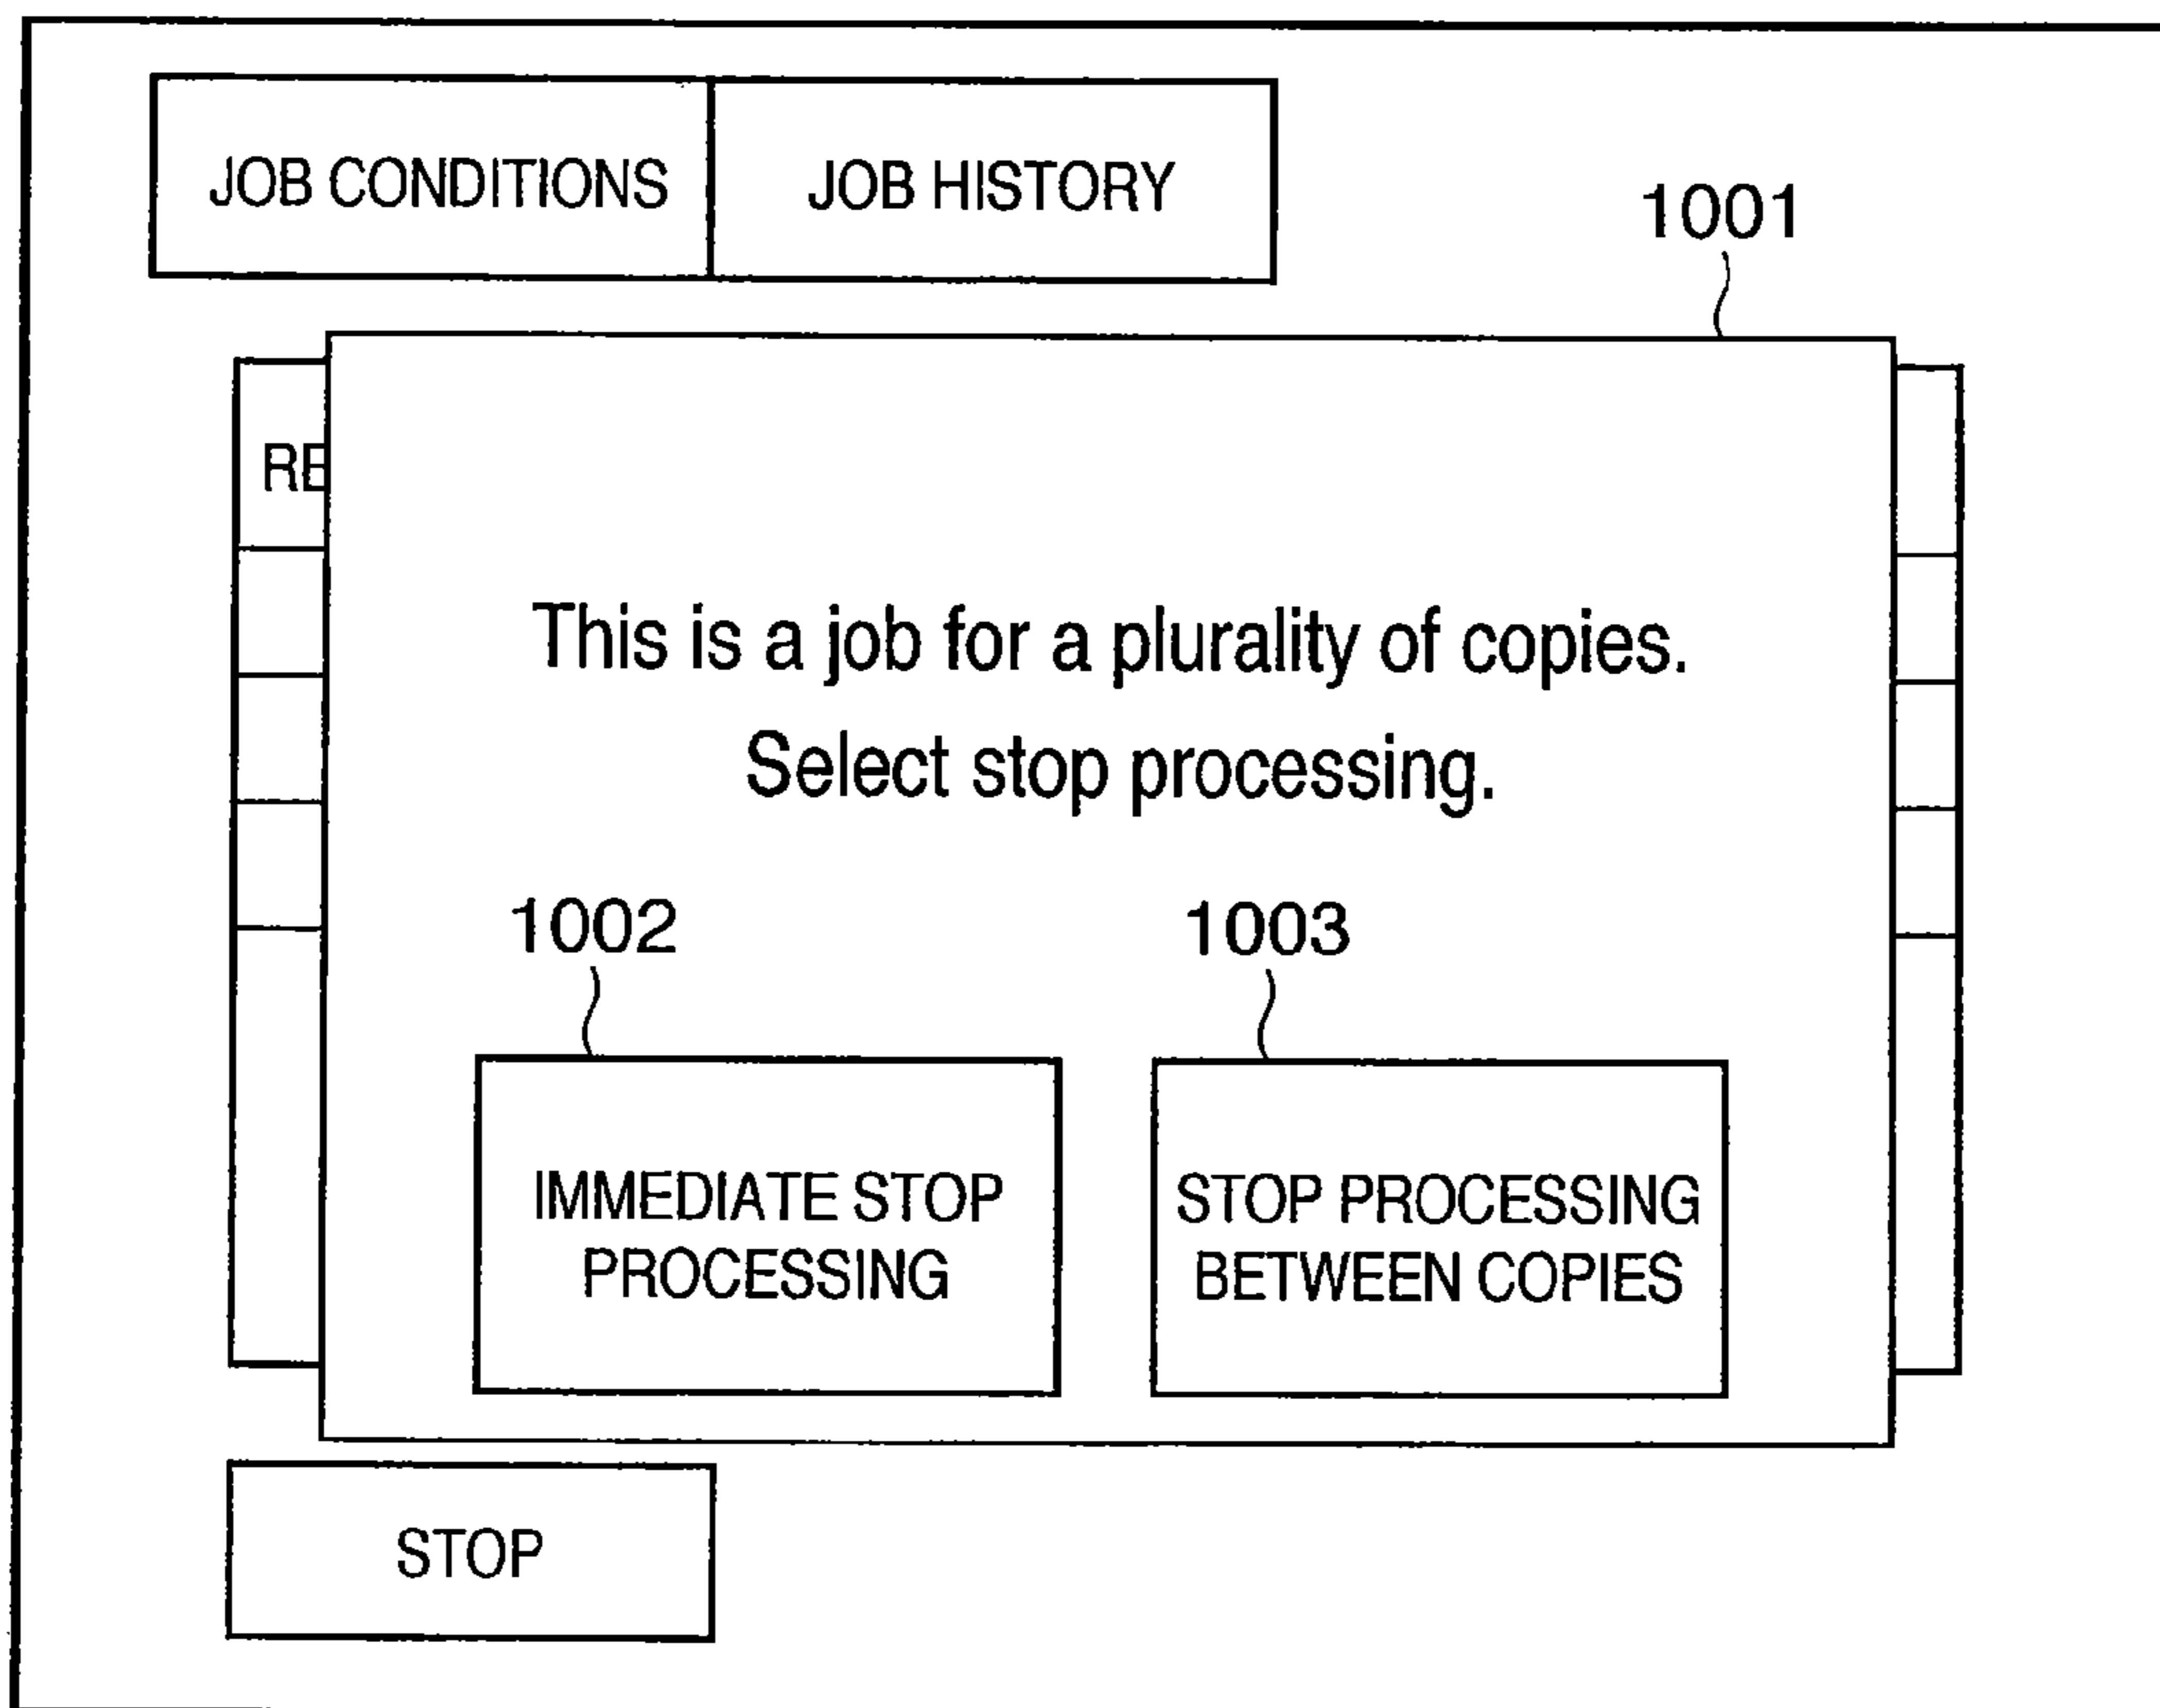 JOB CONDITIONS JOB HISTORY
1001
This is a job for a plurality of copies.
Select stop processing.
1002 1003
IMMEDIATE STOP
PROCESSING
STOP PROCESSING
BETWEEN COPIES
STOP